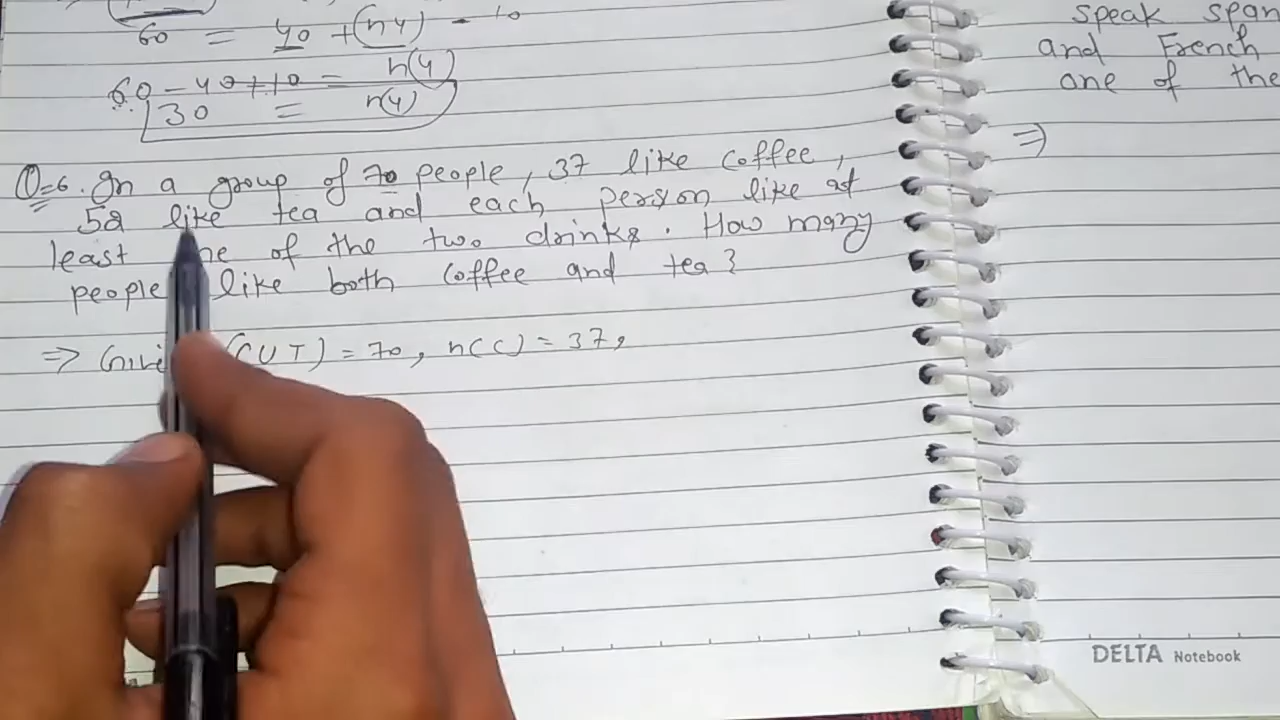 60 = 40 + (n4) - 10
60 - 40 + 10 = n(4)
30 = n(4)
Q=6. In a group of 70 people, 37 like coffee,
52 like tea and each person like at
least of the two drinks. How many
people like both coffee and tea?
=> (CUT) = 70, n(C) = 37,
speak span
and French
one of the
=>
DELTA Notebook